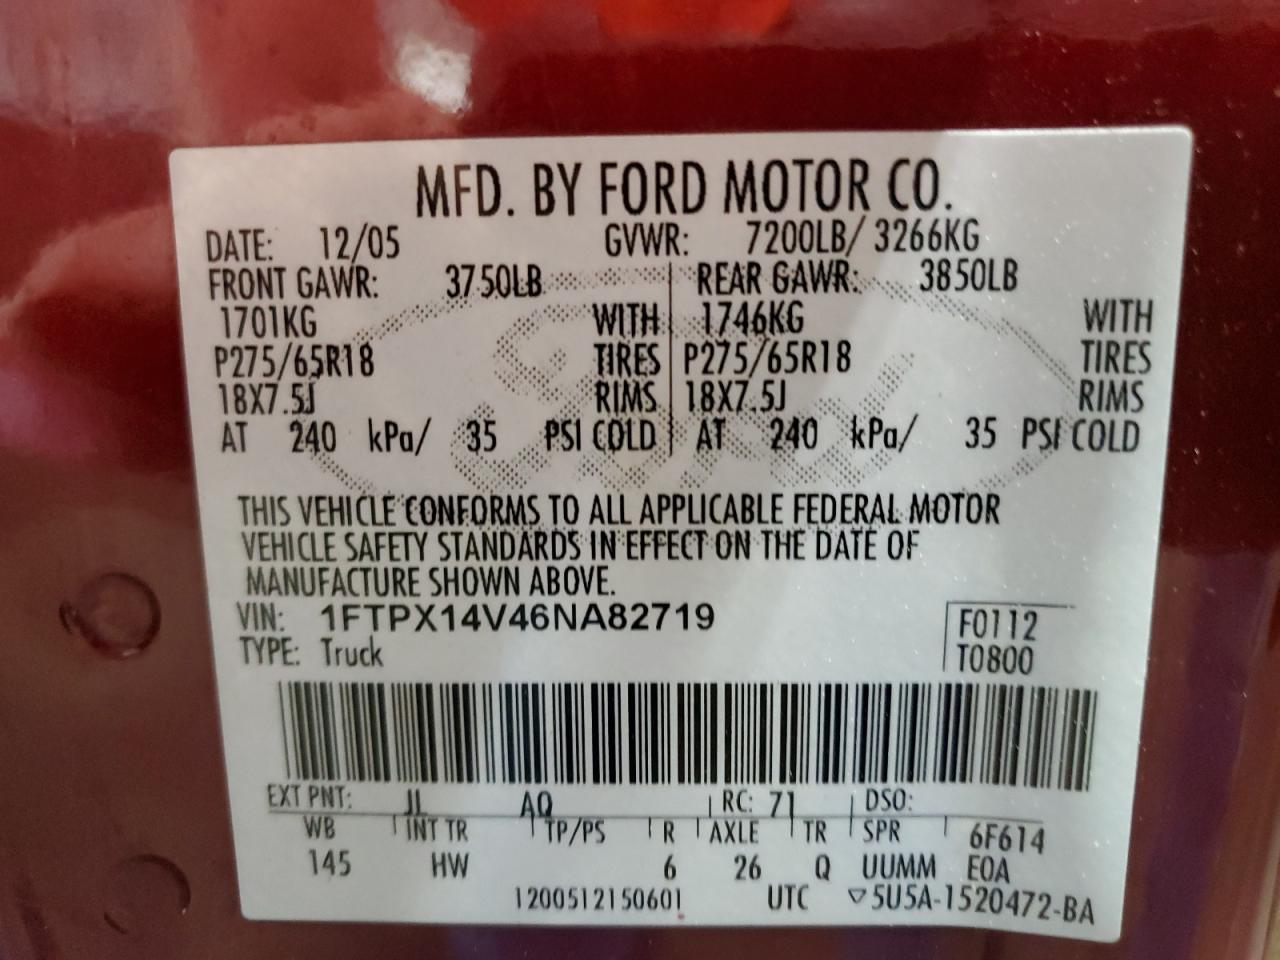 MFD. BY FORD MOTOR CO.
DATE: 12/05 GVWR: 7200LB/ 3266KG
FRONT GAWR: 3750LB REAR GAWR: 3850LB
1701KG WITH 1746KG WITH
P275/65R18 TIRES P275/65R18 TIRES
18X7.5J RIMS 18X7.5J RIMS
AT 240 kPa/ 35 PSI COLD AT 240 kPa/ 35 PSI COLD
Ford
THIS VEHICLE CONFORMS TO ALL APPLICABLE FEDERAL MOTOR
VEHICLE SAFETY STANDARDS IN EFFECT ON THE DATE OF
MANUFACTURE SHOWN ABOVE.
VIN: 1FTPX14V46NA82719 F0112
TYPE: Truck T0800
EXT PNT: JL AQ RC: 71 DSO:
WB INT TR TP/PS R AXLE TR SPR 6F614
145 HW 6 26 Q UUMM EOA
1200512150601 UTC ▽5U5A-1520472-BA